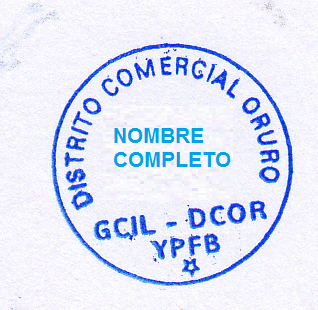 DISTRITO COMERCIAL ORURO
NOMBRE
COMPLETO
GCIL - DCOR
YPFB